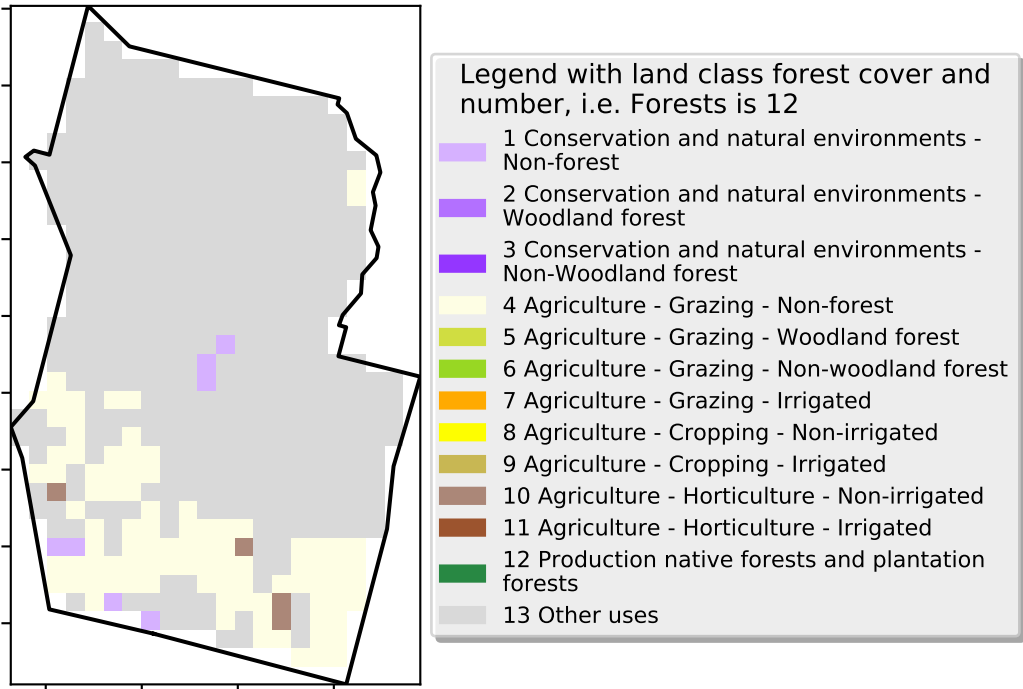 Legend with land class forest cover and
number, i.e. Forests is 12
1 Conservation and natural environments -
Non-forest
2 Conservation and natural environments -
Woodland forest
3 Conservation and natural environments -
Non-Woodland forest
4 Agriculture - Grazing - Non-forest
5 Agriculture - Grazing - Woodland forest
6 Agriculture - Grazing - Non-woodland forest
7 Agriculture - Grazing - Irrigated
8 Agriculture - Cropping - Non-irrigated
9 Agriculture - Cropping - Irrigated
10 Agriculture - Horticulture - Non-irrigated
11 Agriculture - Horticulture - Irrigated
12 Production native forests and plantation
forests
13 Other uses